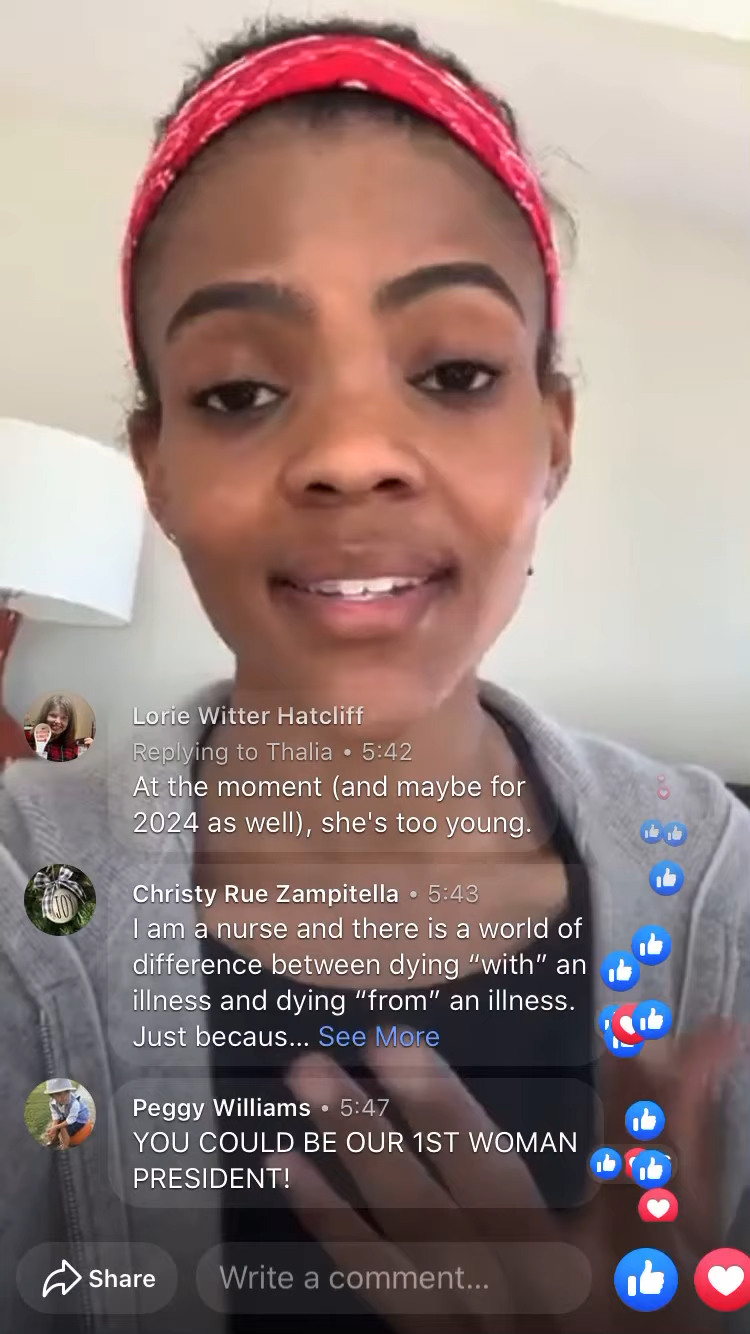 Lorie Witter Hatcliff
Replying to Thalia • 5:42
At the moment (and maybe for
2024 as well), she's too young.
Christy Rue Zampitella • 5:43
I am a nurse and there is a world of
difference between dying “with” an
illness and dying “from” an illness.
Just becaus... See More
Peggy Williams • 5:47
YOU COULD BE OUR 1ST WOMAN
PRESIDENT!
Share
Write a comment...